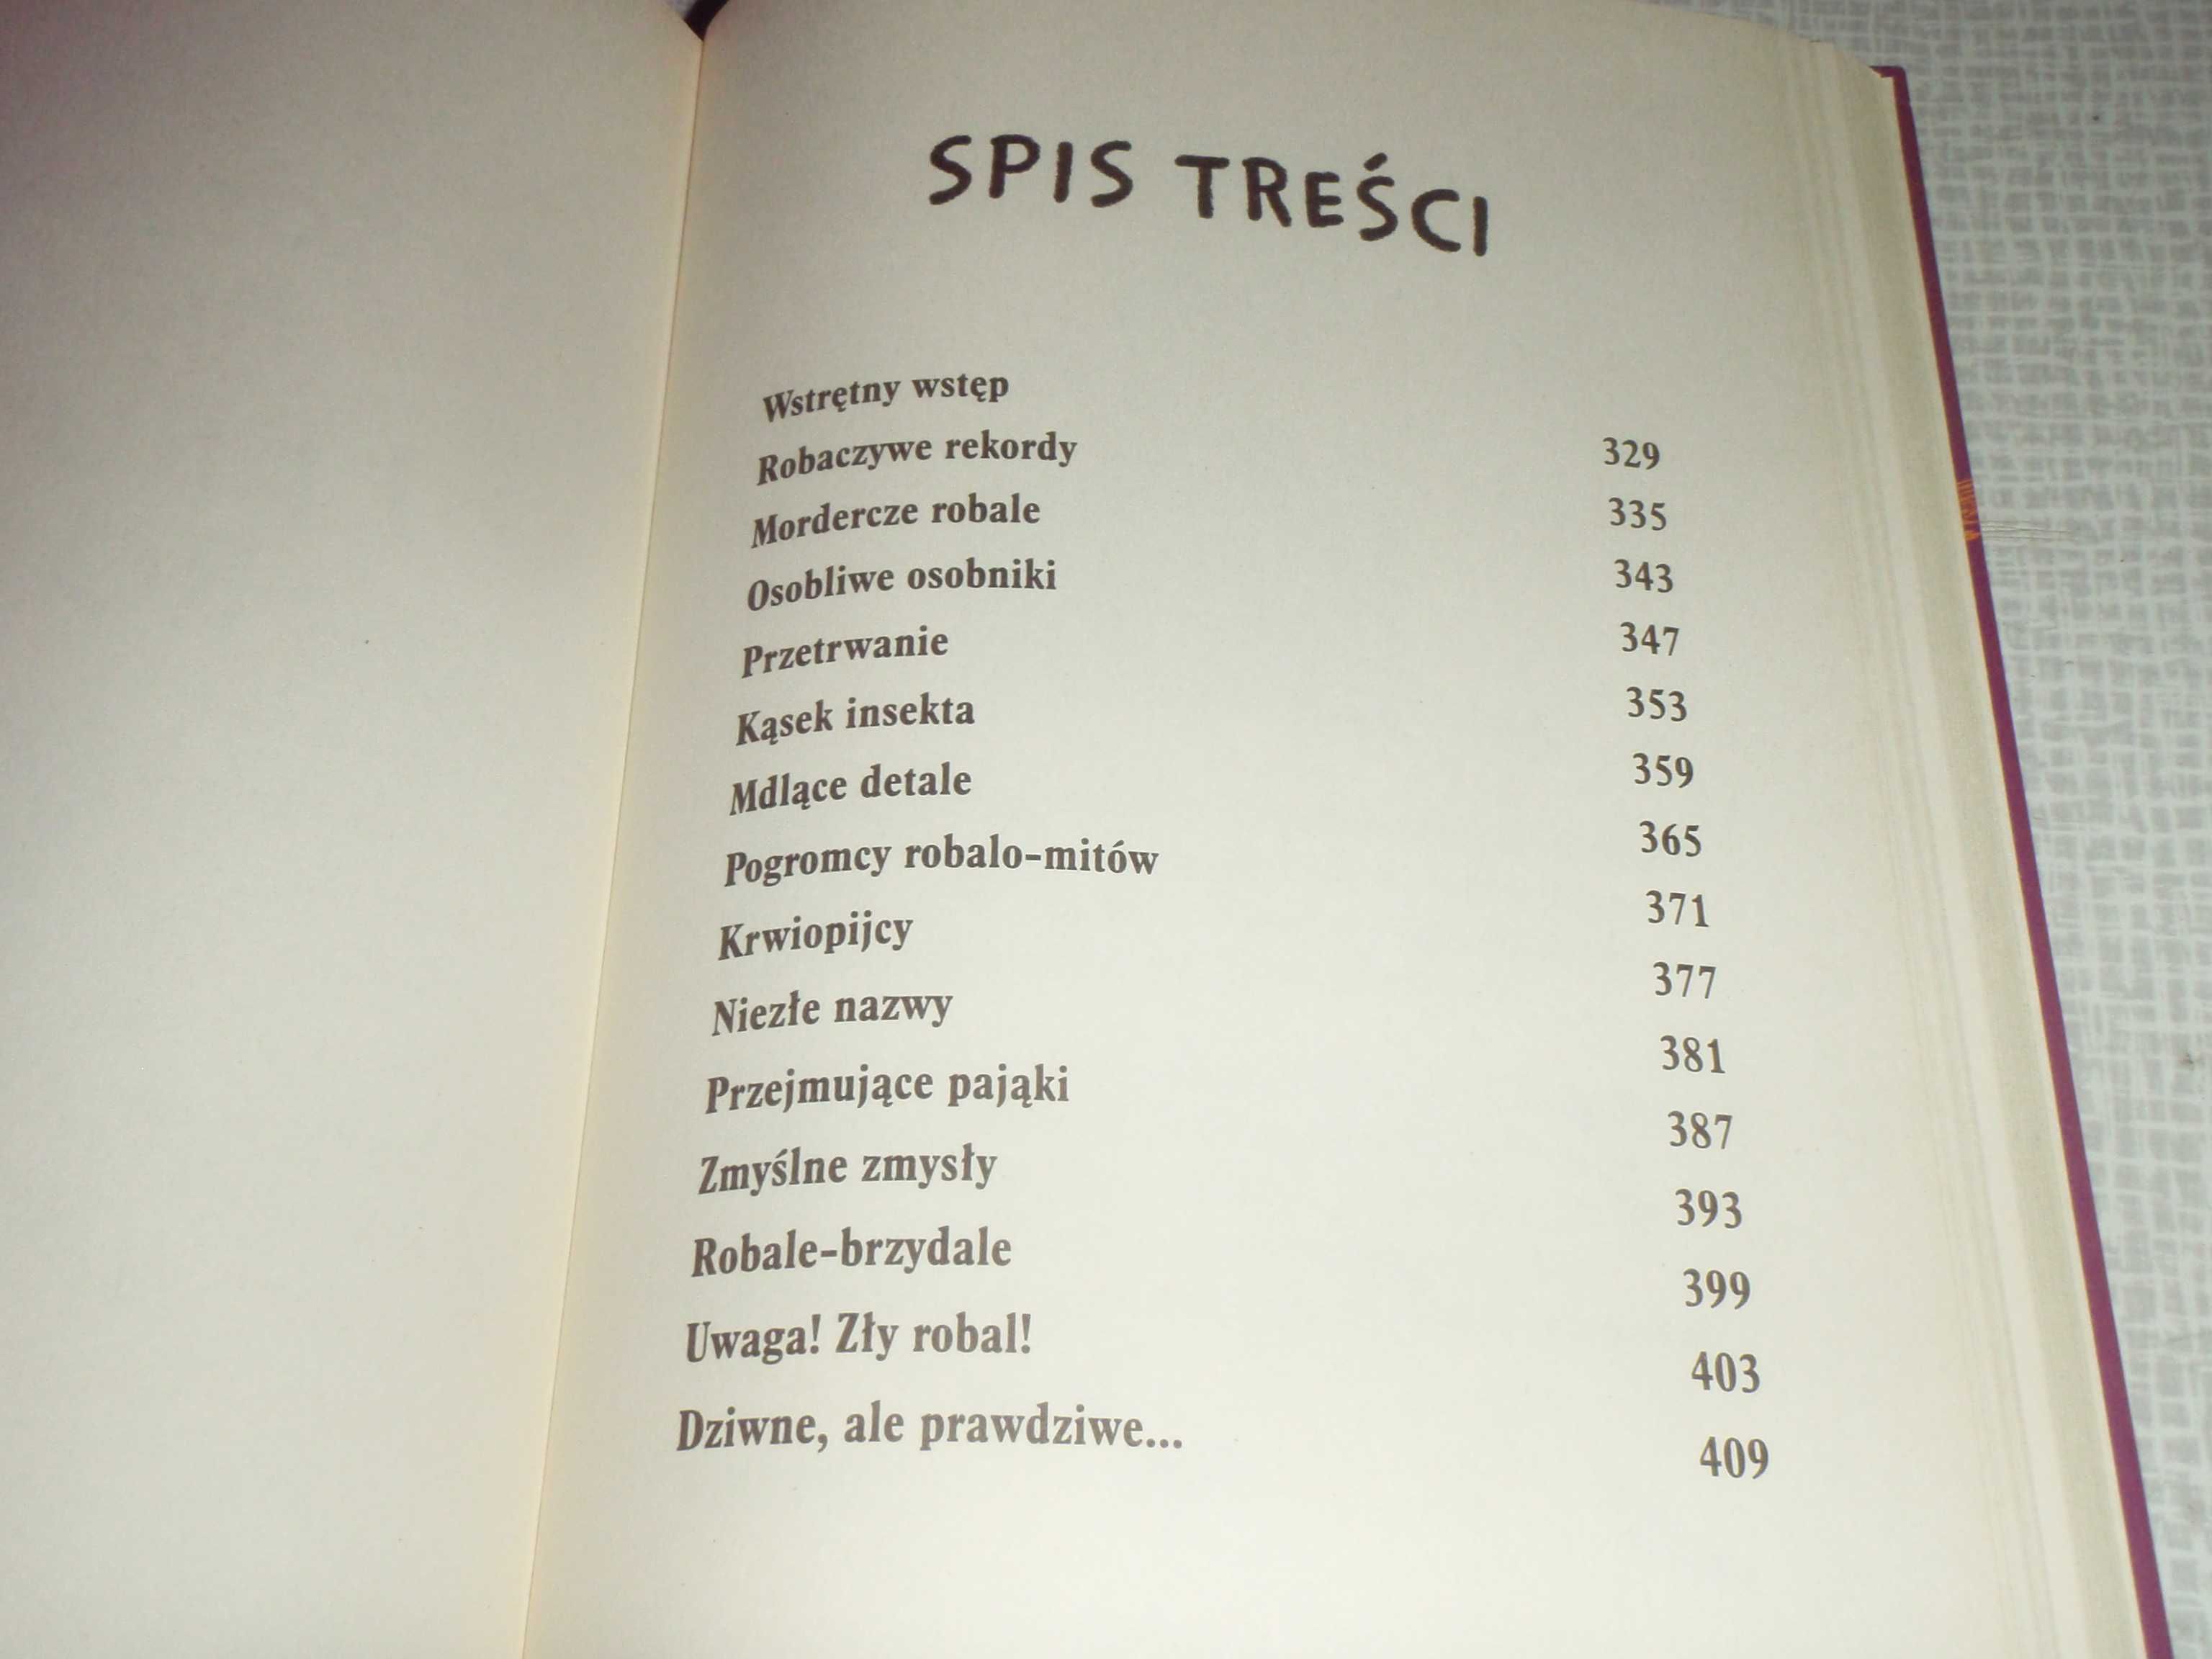 SPIS TREŚCI
Wstrętny wstęp 329
Robaczywe rekordy 335
Mordercze robale 343
Osobliwe osobniki 347
Przetrwanie 353
Kąsek insekta 359
Mdlące detale 365
Pogromcy robalo-mitów 371
Krwiopijcy 377
Niezłe nazwy 381
Przejmujące pająki 387
Zmyślne zmysły 393
Robale-brzydale 399
Uwaga! Zły robal! 403
Dziwne, ale prawdziwe... 409